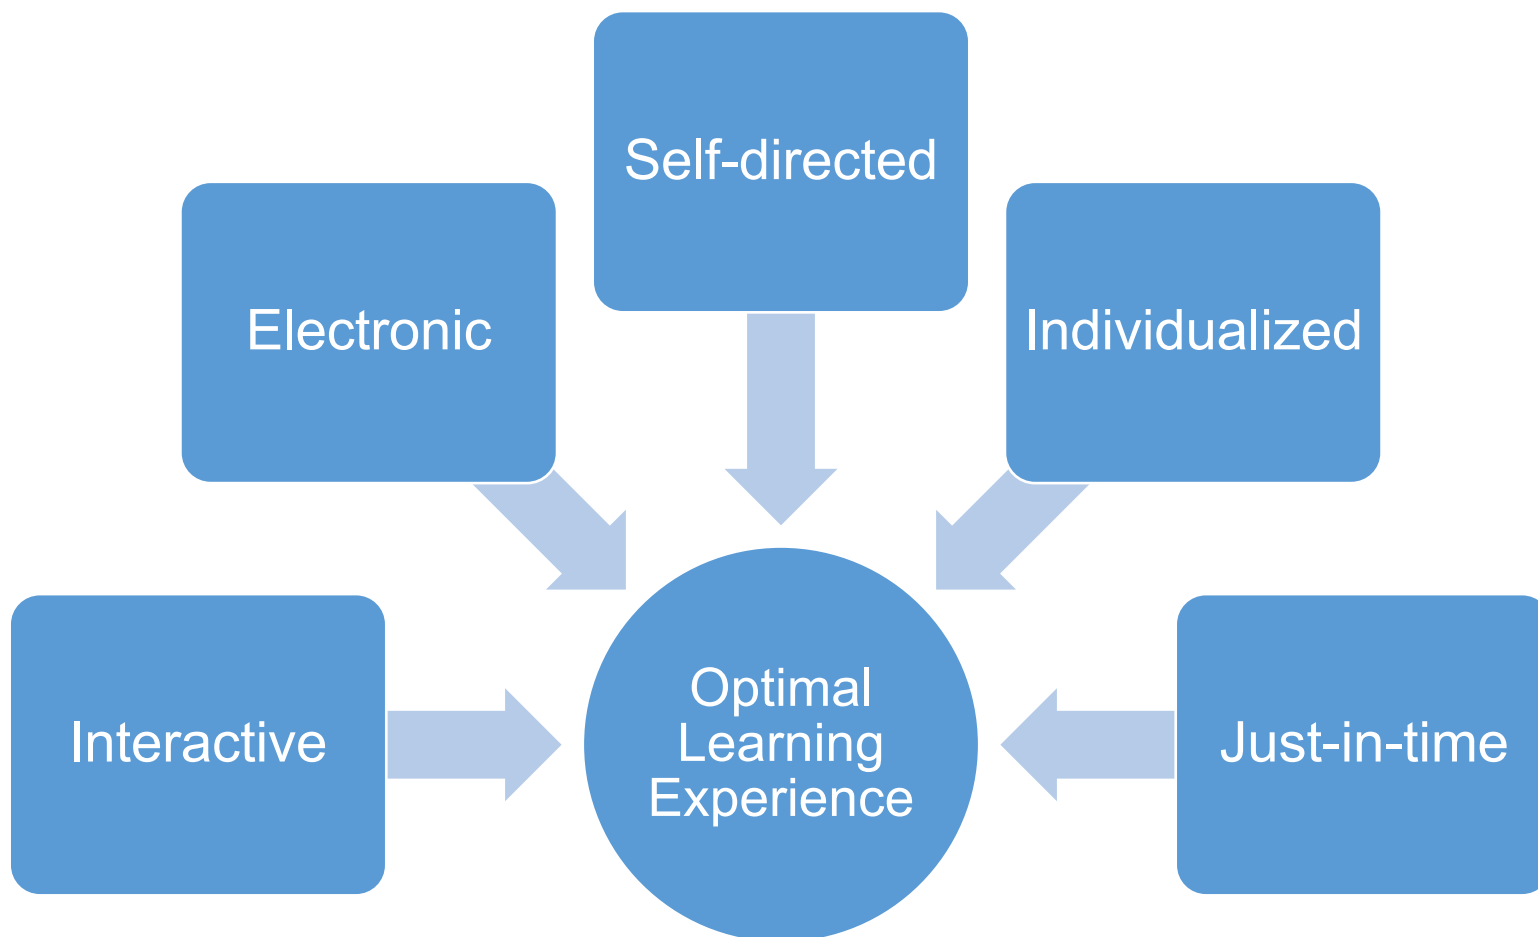 Self-directed
Electronic
Individualized
Interactive
Optimal
Learning
Experience
Just-in-time